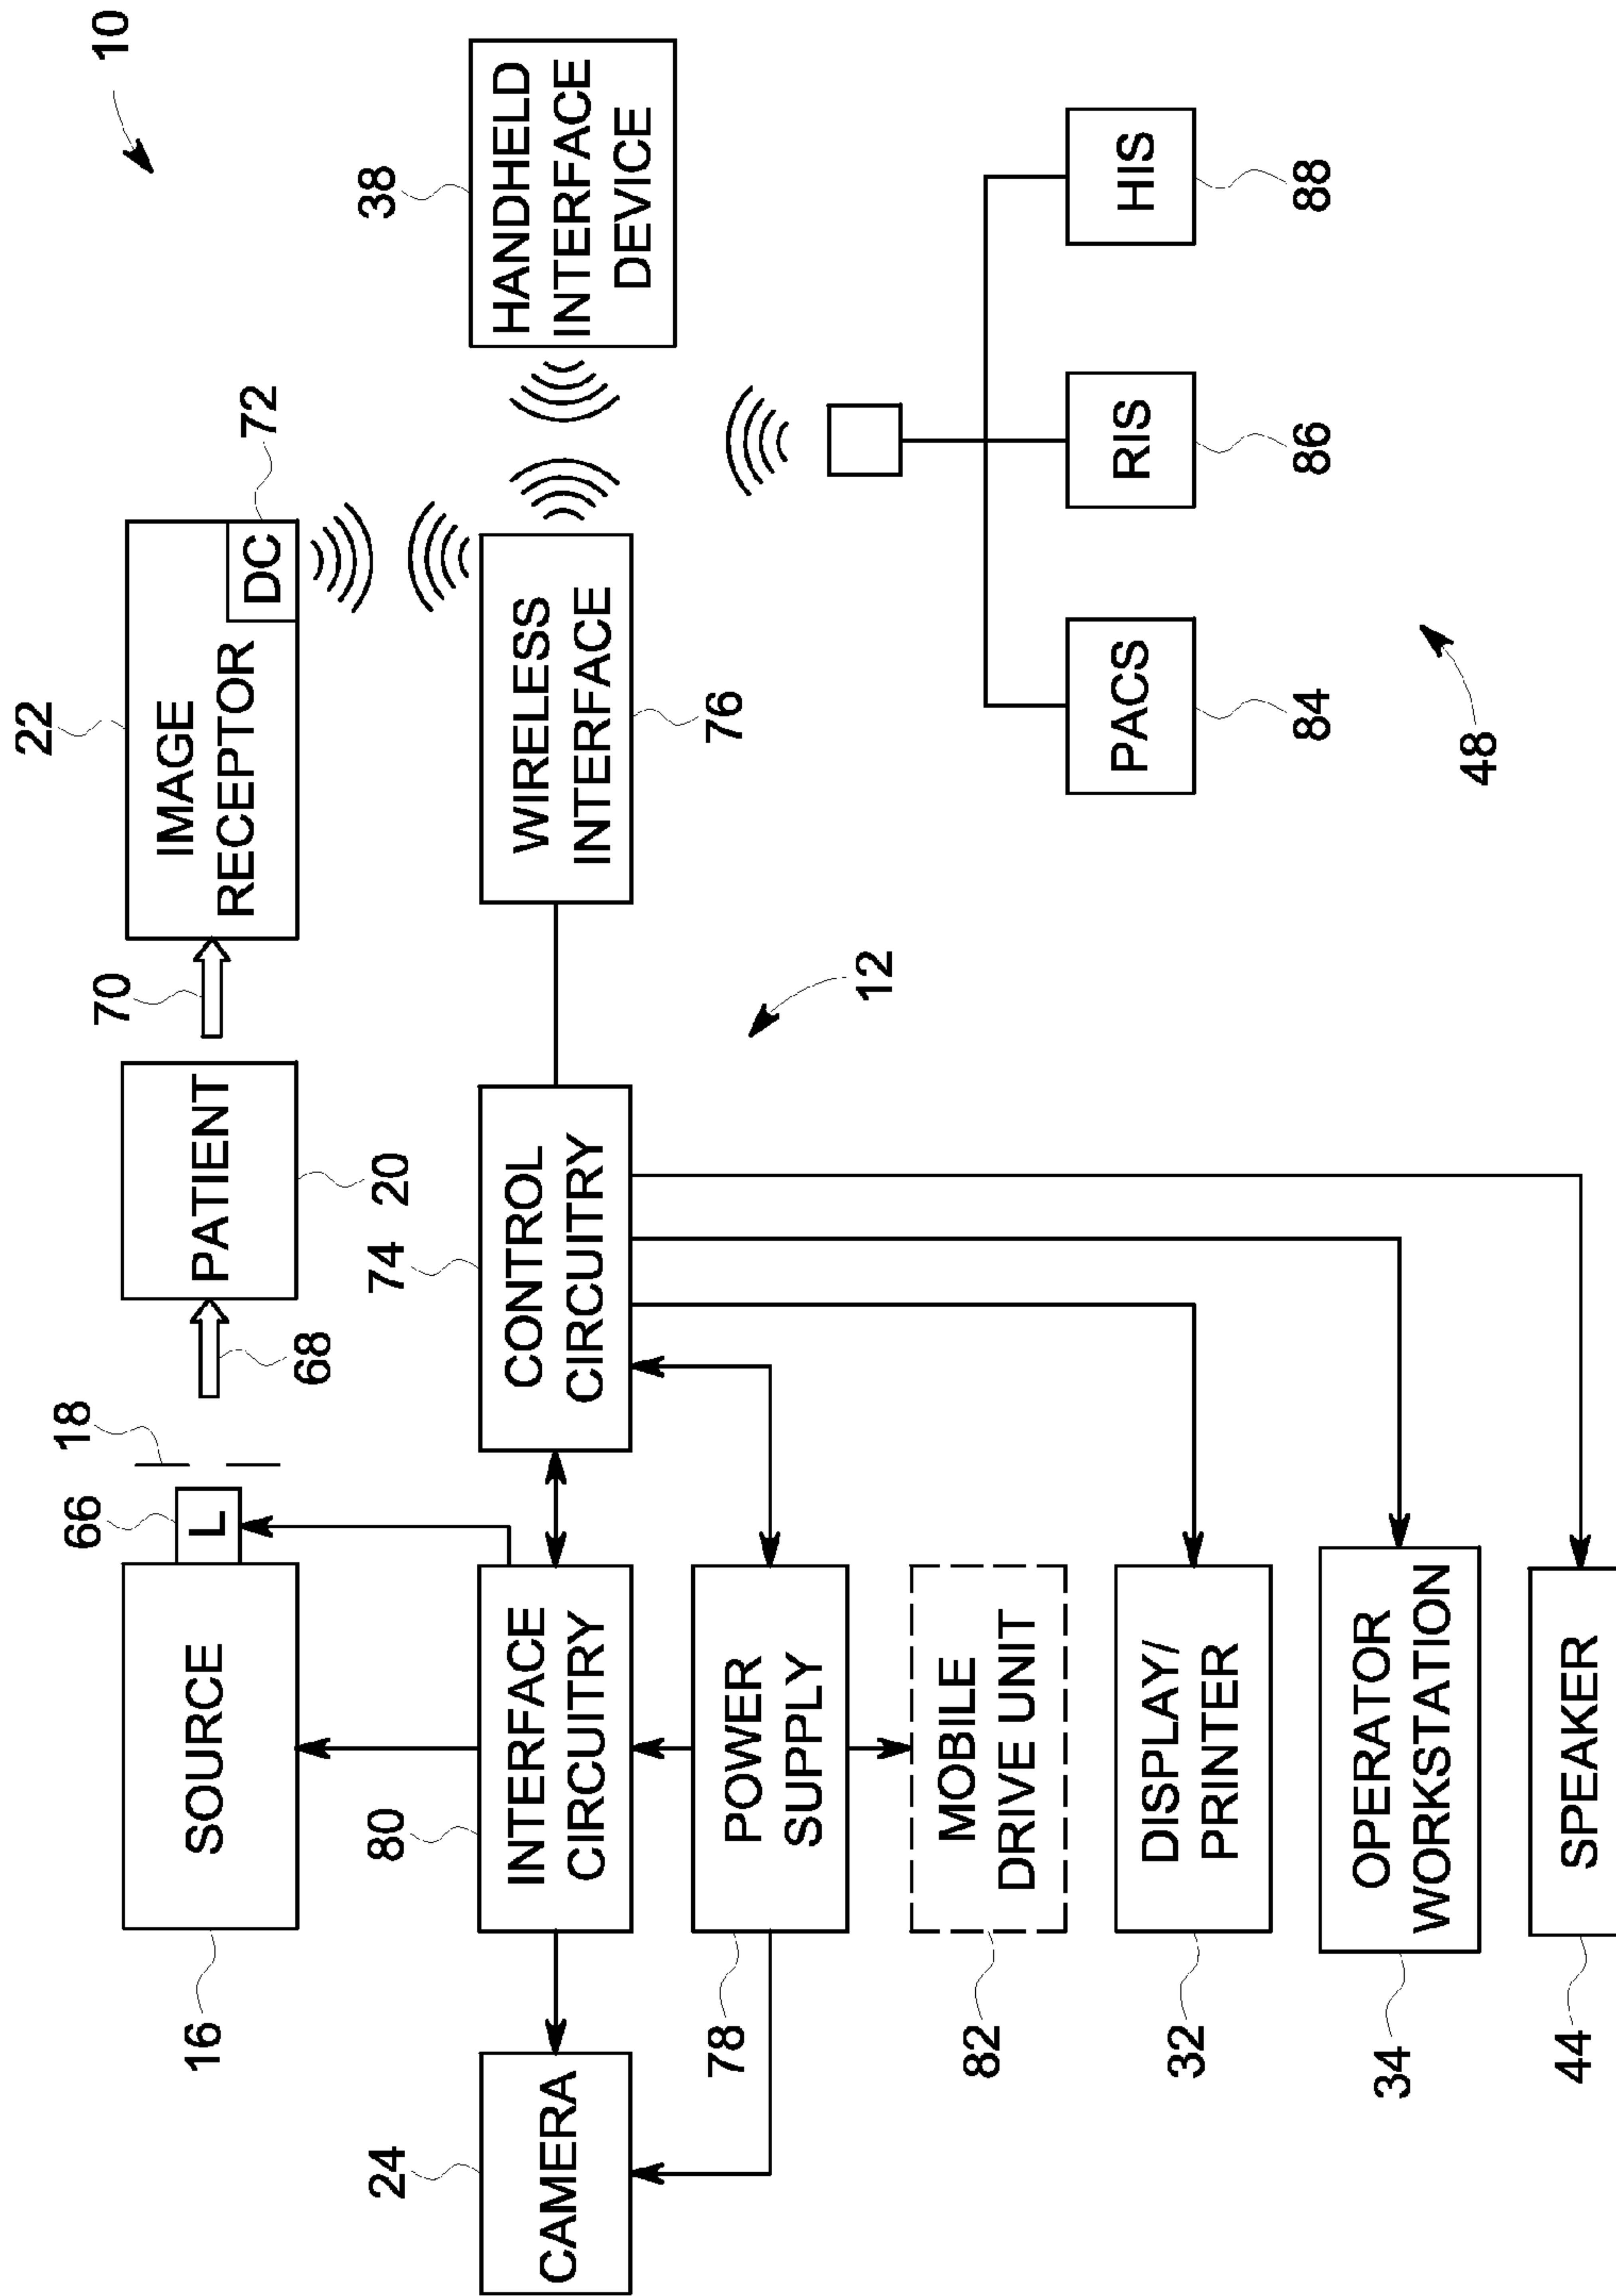 10
22
IMAGE
RECEPTOR
DC
72
70
PATIENT
20
68
18
66
L
SOURCE
16
38
HANDHELD
INTERFACE
DEVICE
WIRELESS
INTERFACE
76
74
CONTROL
CIRCUITRY
12
80
INTERFACE
CIRCUITRY
24
CAMERA
POWER
SUPPLY
78
MOBILE
DRIVE UNIT
82
DISPLAY/
PRINTER
32
OPERATOR
WORKSTATION
34
SPEAKER
44
PACS
84
RIS
86
HIS
88
48